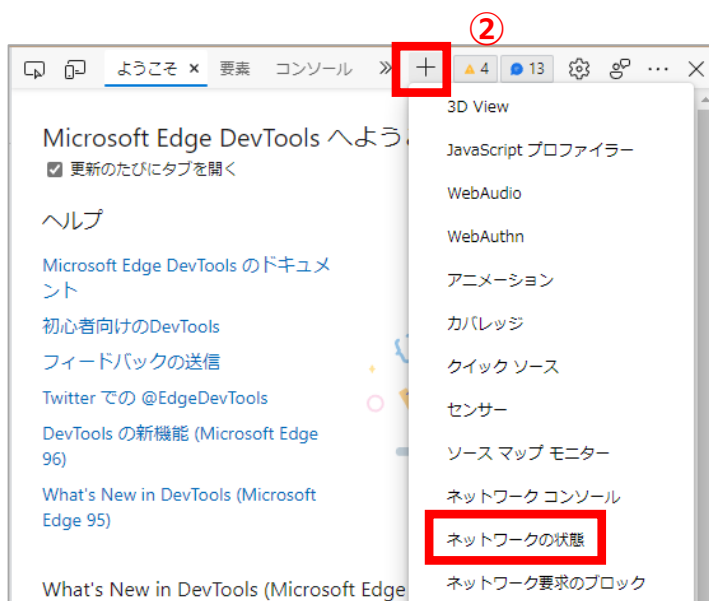 ②
ようこそ × 要素 コンソール » + 4 13 … ×
Microsoft Edge DevTools へよう
更新のたびにタブを開く
ヘルプ
Microsoft Edge DevTools のドキュメ
ント
初心者向けのDevTools
フィードバックの送信
Twitter での @EdgeDevTools
DevTools の新機能 (Microsoft Edge
96)
What's New in DevTools (Microsoft
Edge 95)
What's New in DevTools (Microsoft Edge
3D View
JavaScript プロファイラー
WebAudio
WebAuthn
アニメーション
カバレッジ
クイック ソース
センサー
ソース マップ モニター
ネットワーク コンソール
ネットワークの状態
ネットワーク要求のブロック